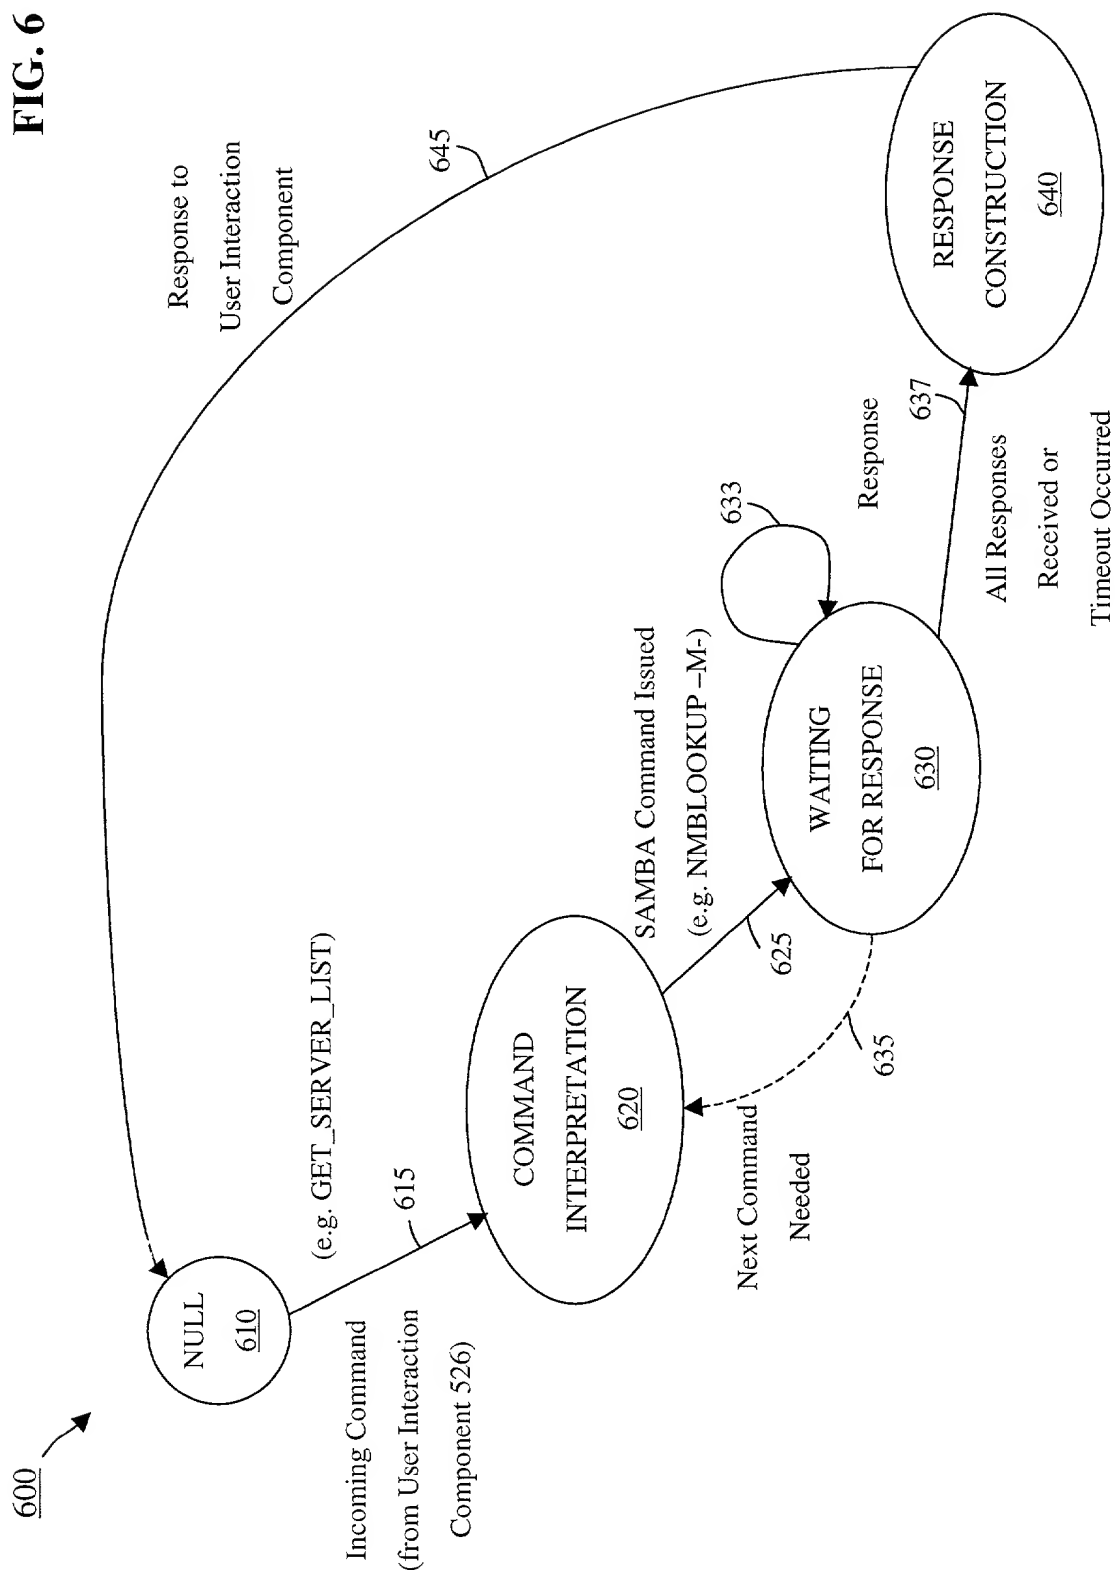 FIG. 6
600
NULL
610
Incoming Command
(from User Interaction
Component 526)
(e.g. GET_SERVER_LIST)
615
COMMAND
INTERPRETATION
620
SAMBA Command Issued
(e.g. NMBLOOKUP –M-)
625
Next Command
Needed
635
WAITING
FOR RESPONSE
630
633
Response
637
All Responses
Received or
Timeout Occurred
RESPONSE
CONSTRUCTION
640
645
Response to
User Interaction
Component